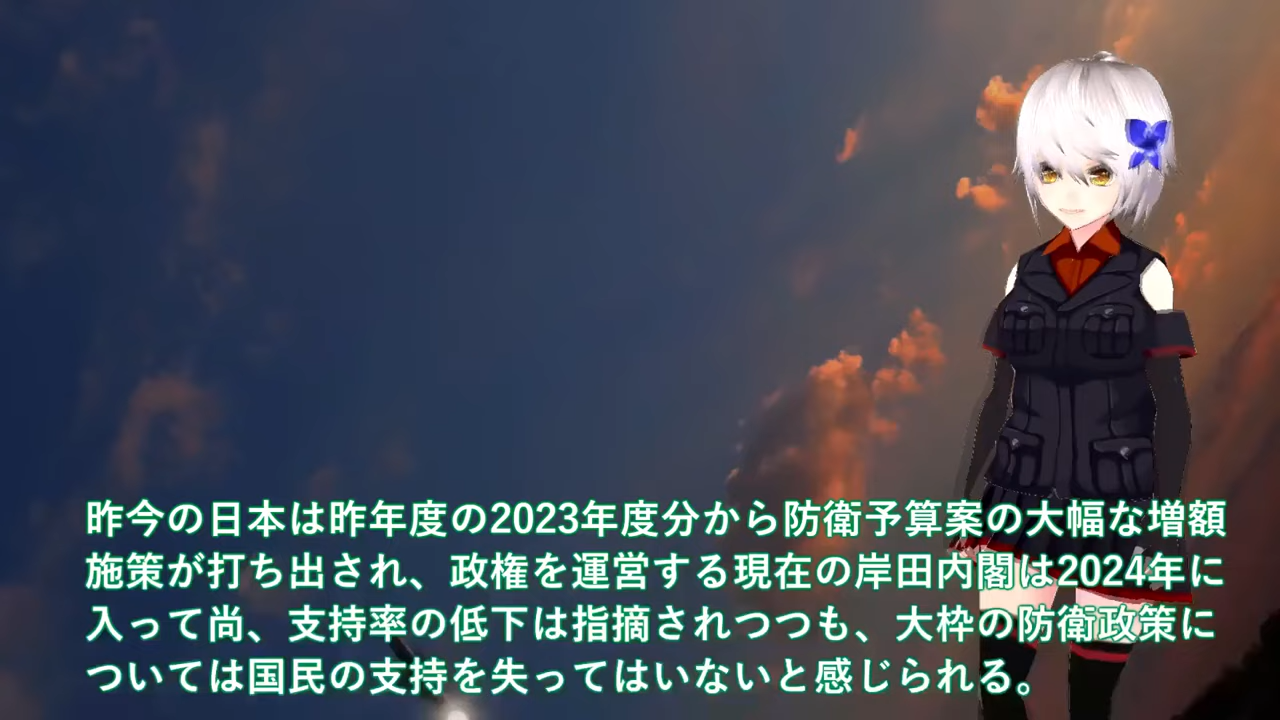 昨今の日本は昨年度の2023年度分から防衛予算案の大幅な増額
施策が打ち出され、政権を運営する現在の岸田内閣は2024年に
入って尚、支持率の低下は指摘されつつも、大枠の防衛政策に
ついては国民の支持を失ってはいないと感じられる。